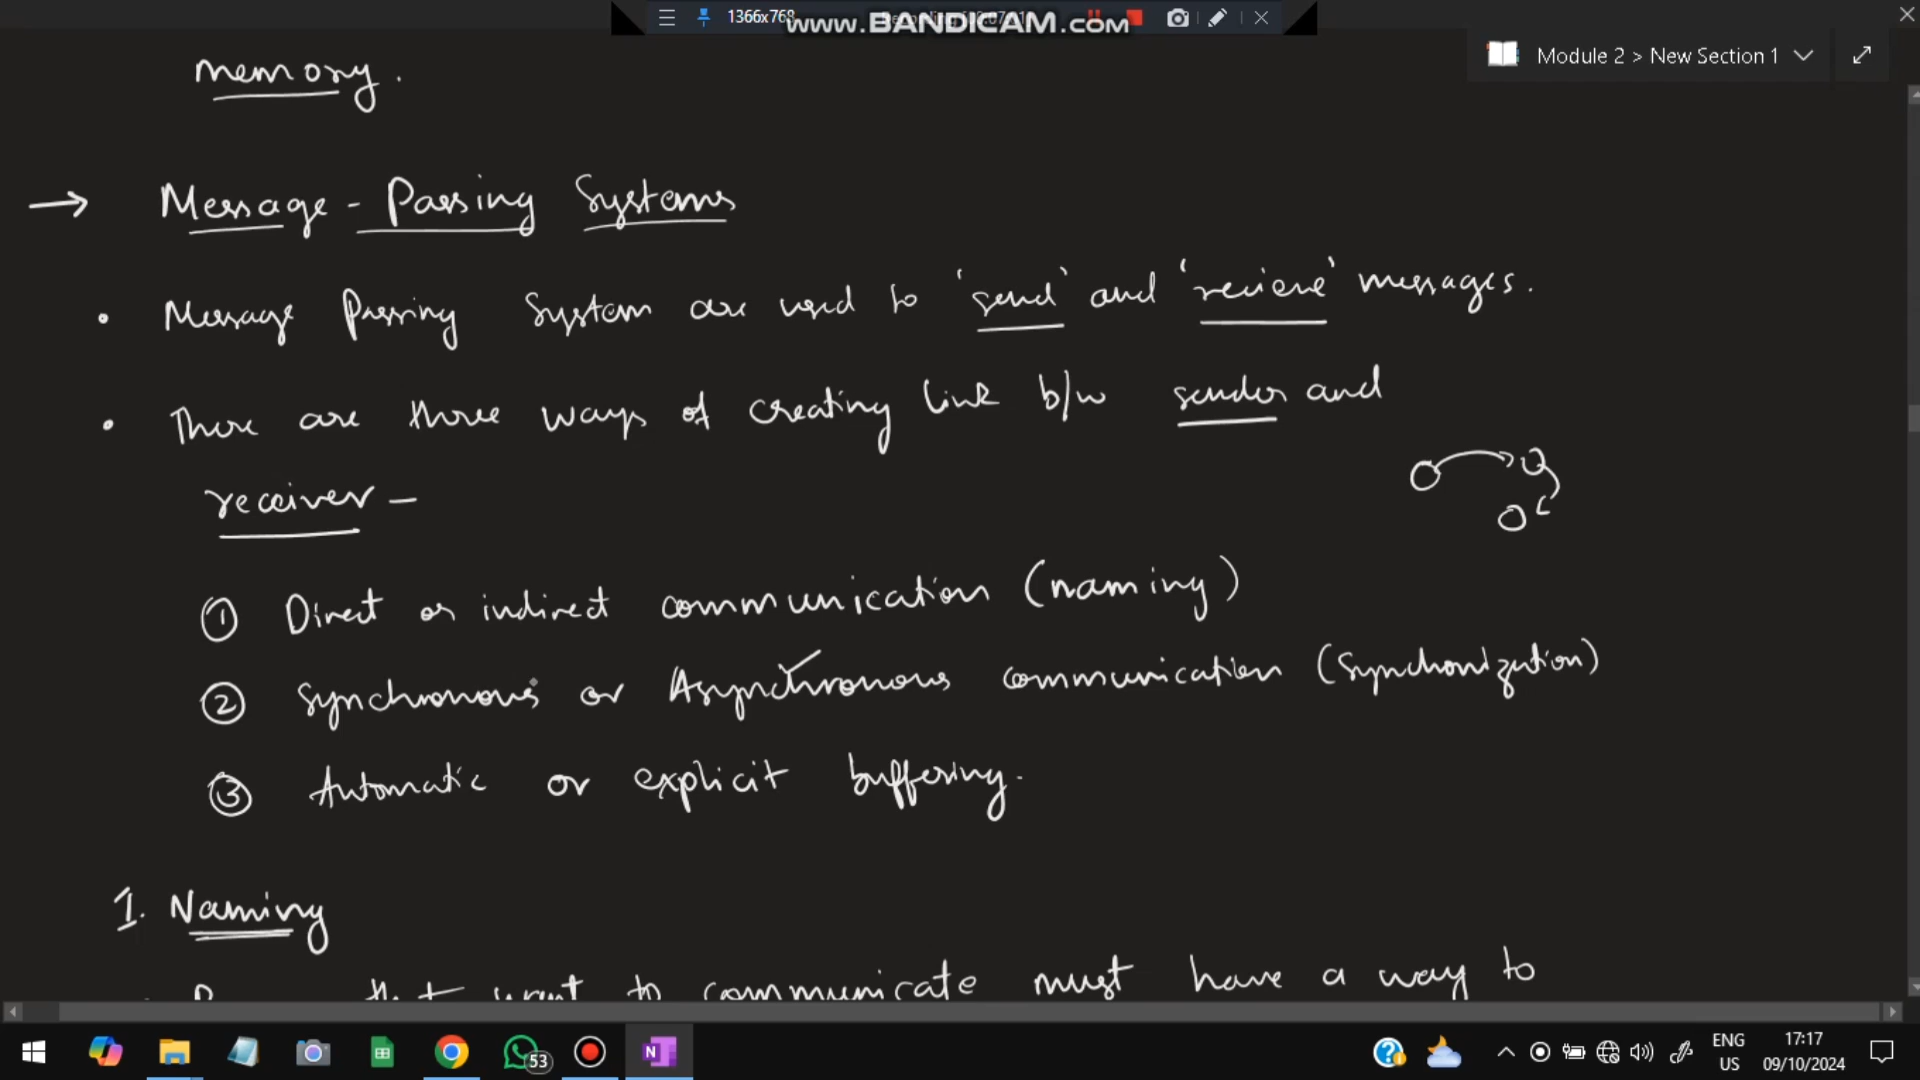 1366x768
www.BANDICAM.com
Module 2 > New Section 1
memory.
→ Message - Passing Systems
• Message Passing System are used to 'send' and 'recieve' messages.
• There are three ways of creating link b/w sender and
receiver -
① Direct or indirect communication (naming)
② Synchronous or Asynchronous communication (Synchronization)
③ Automatic or explicit buffering.
1. Naming
that want to communicate must have a way to
53
ENG
US
17:17
09/10/2024